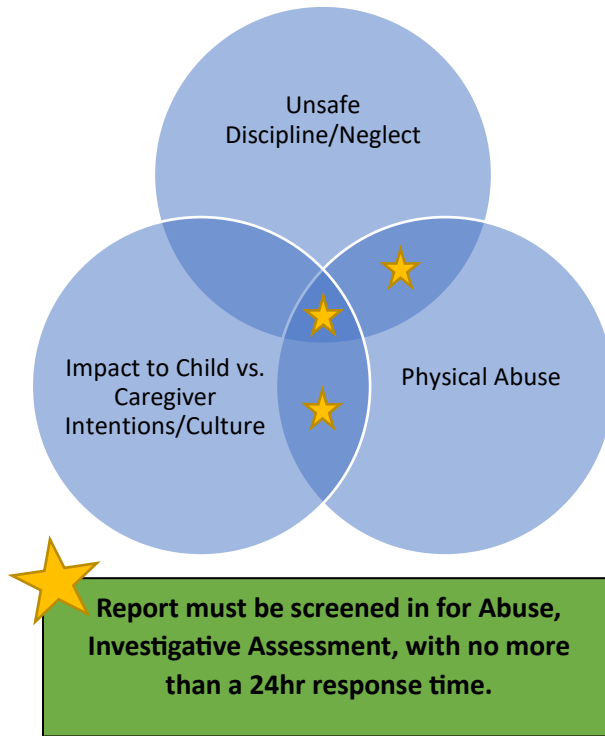 Unsafe
Discipline/Neglect
Impact to Child vs.
Caregiver
Intentions/Culture
Physical Abuse
Report must be screened in for Abuse,
Investigative Assessment, with no more
than a 24hr response time.